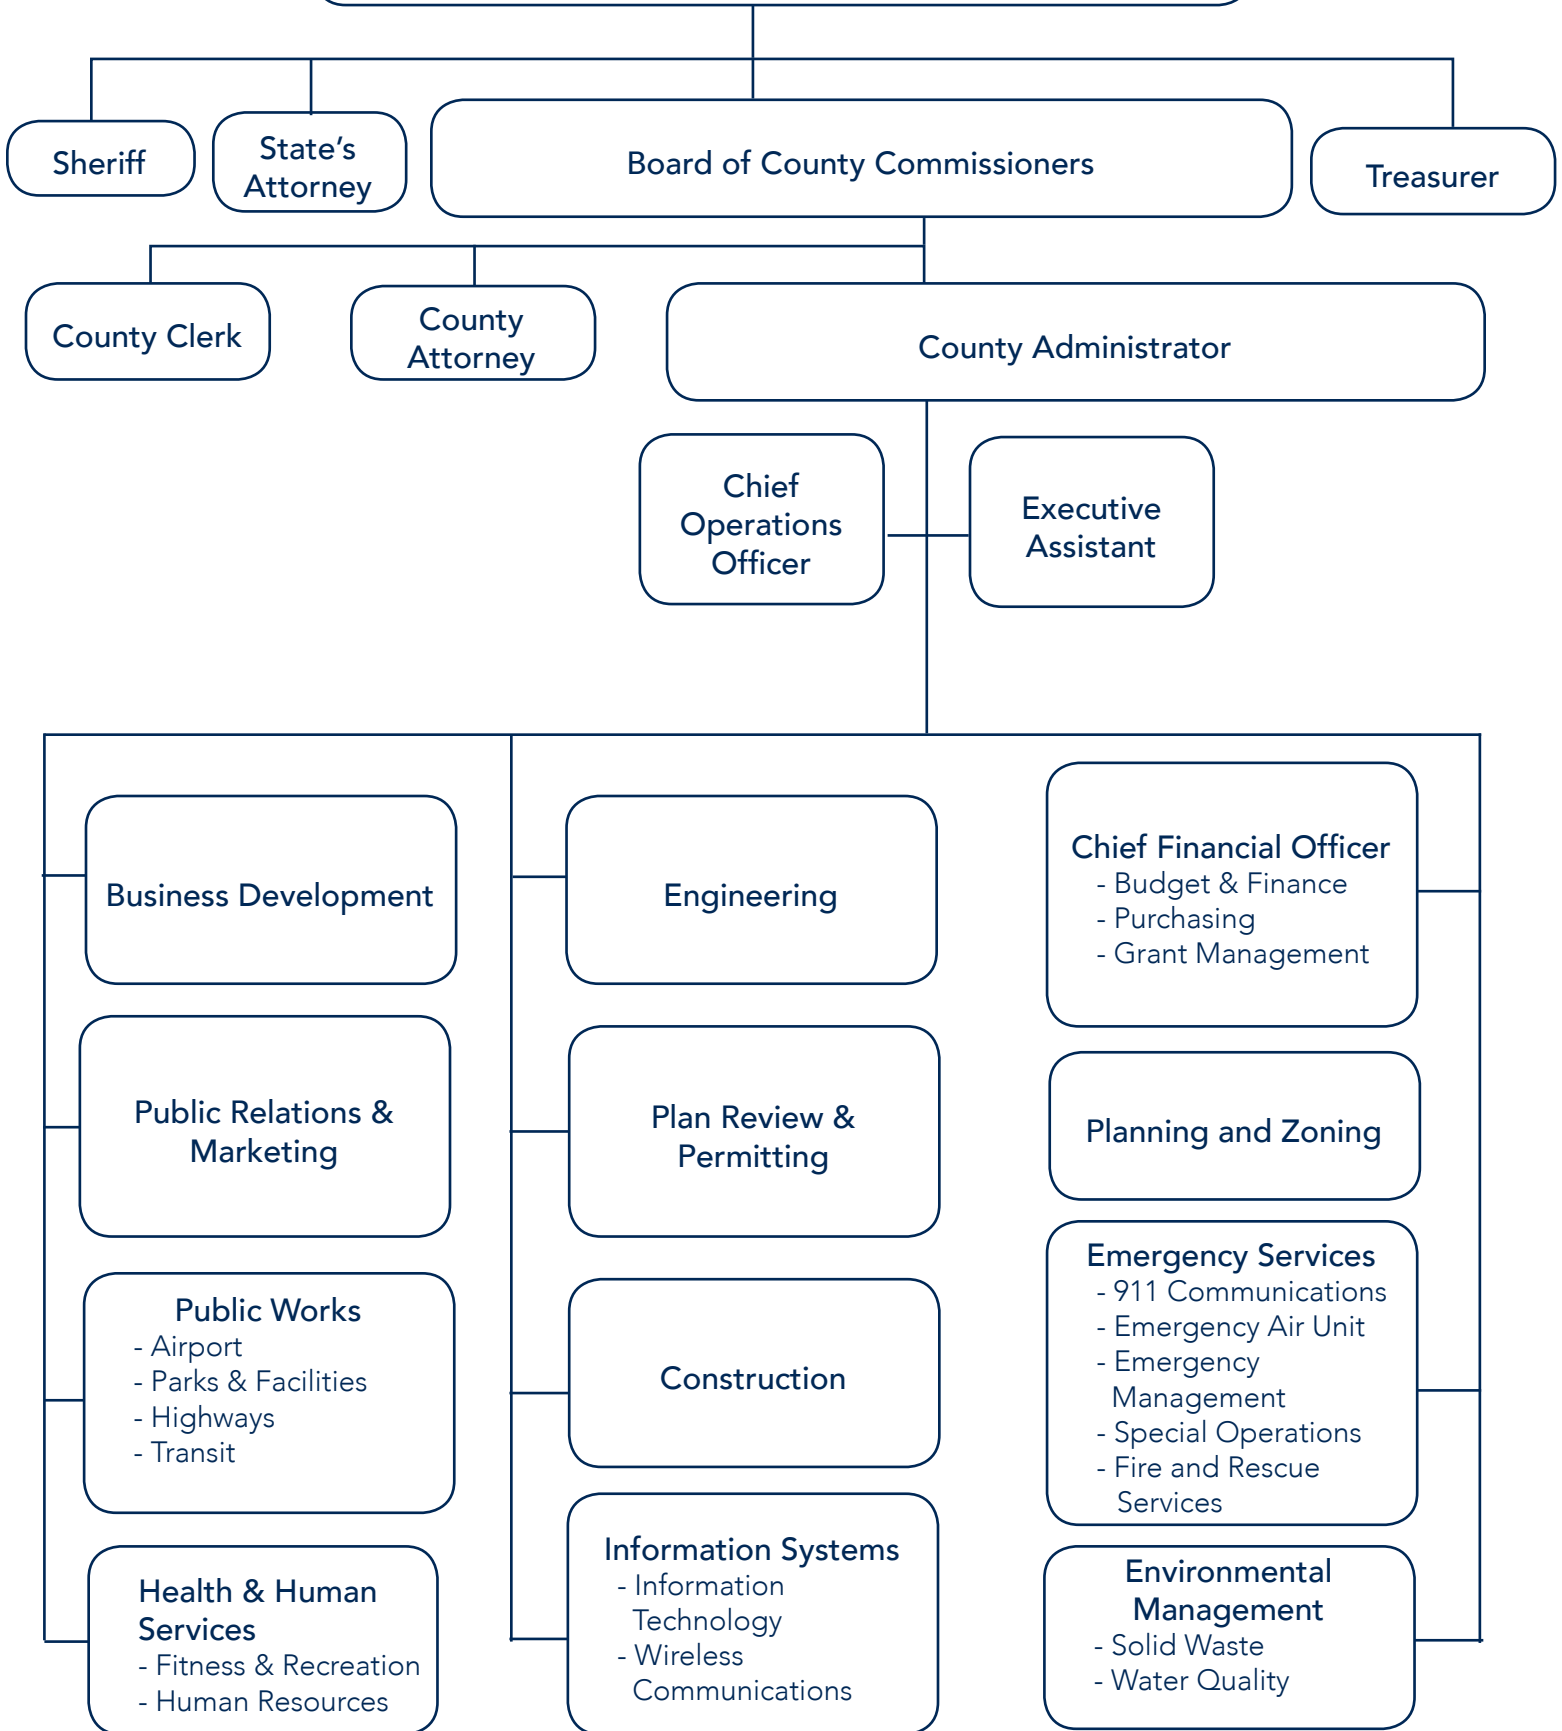 Sheriff
State's
Attorney
Board of County Commissioners
Treasurer
County Clerk
County
Attorney
County Administrator
Chief
Operations
Officer
Executive
Assistant
Business Development
Engineering
Chief Financial Officer
- Budget & Finance
- Purchasing
- Grant Management
Public Relations &
Marketing
Plan Review &
Permitting
Planning and Zoning
Public Works
- Airport
- Parks & Facilities
- Highways
- Transit
Construction
Emergency Services
- 911 Communications
- Emergency Air Unit
- Emergency
Management
- Special Operations
- Fire and Rescue
Services
Health & Human
Services
- Fitness & Recreation
- Human Resources
Information Systems
- Information
Technology
- Wireless
Communications
Environmental
Management
- Solid Waste
- Water Quality